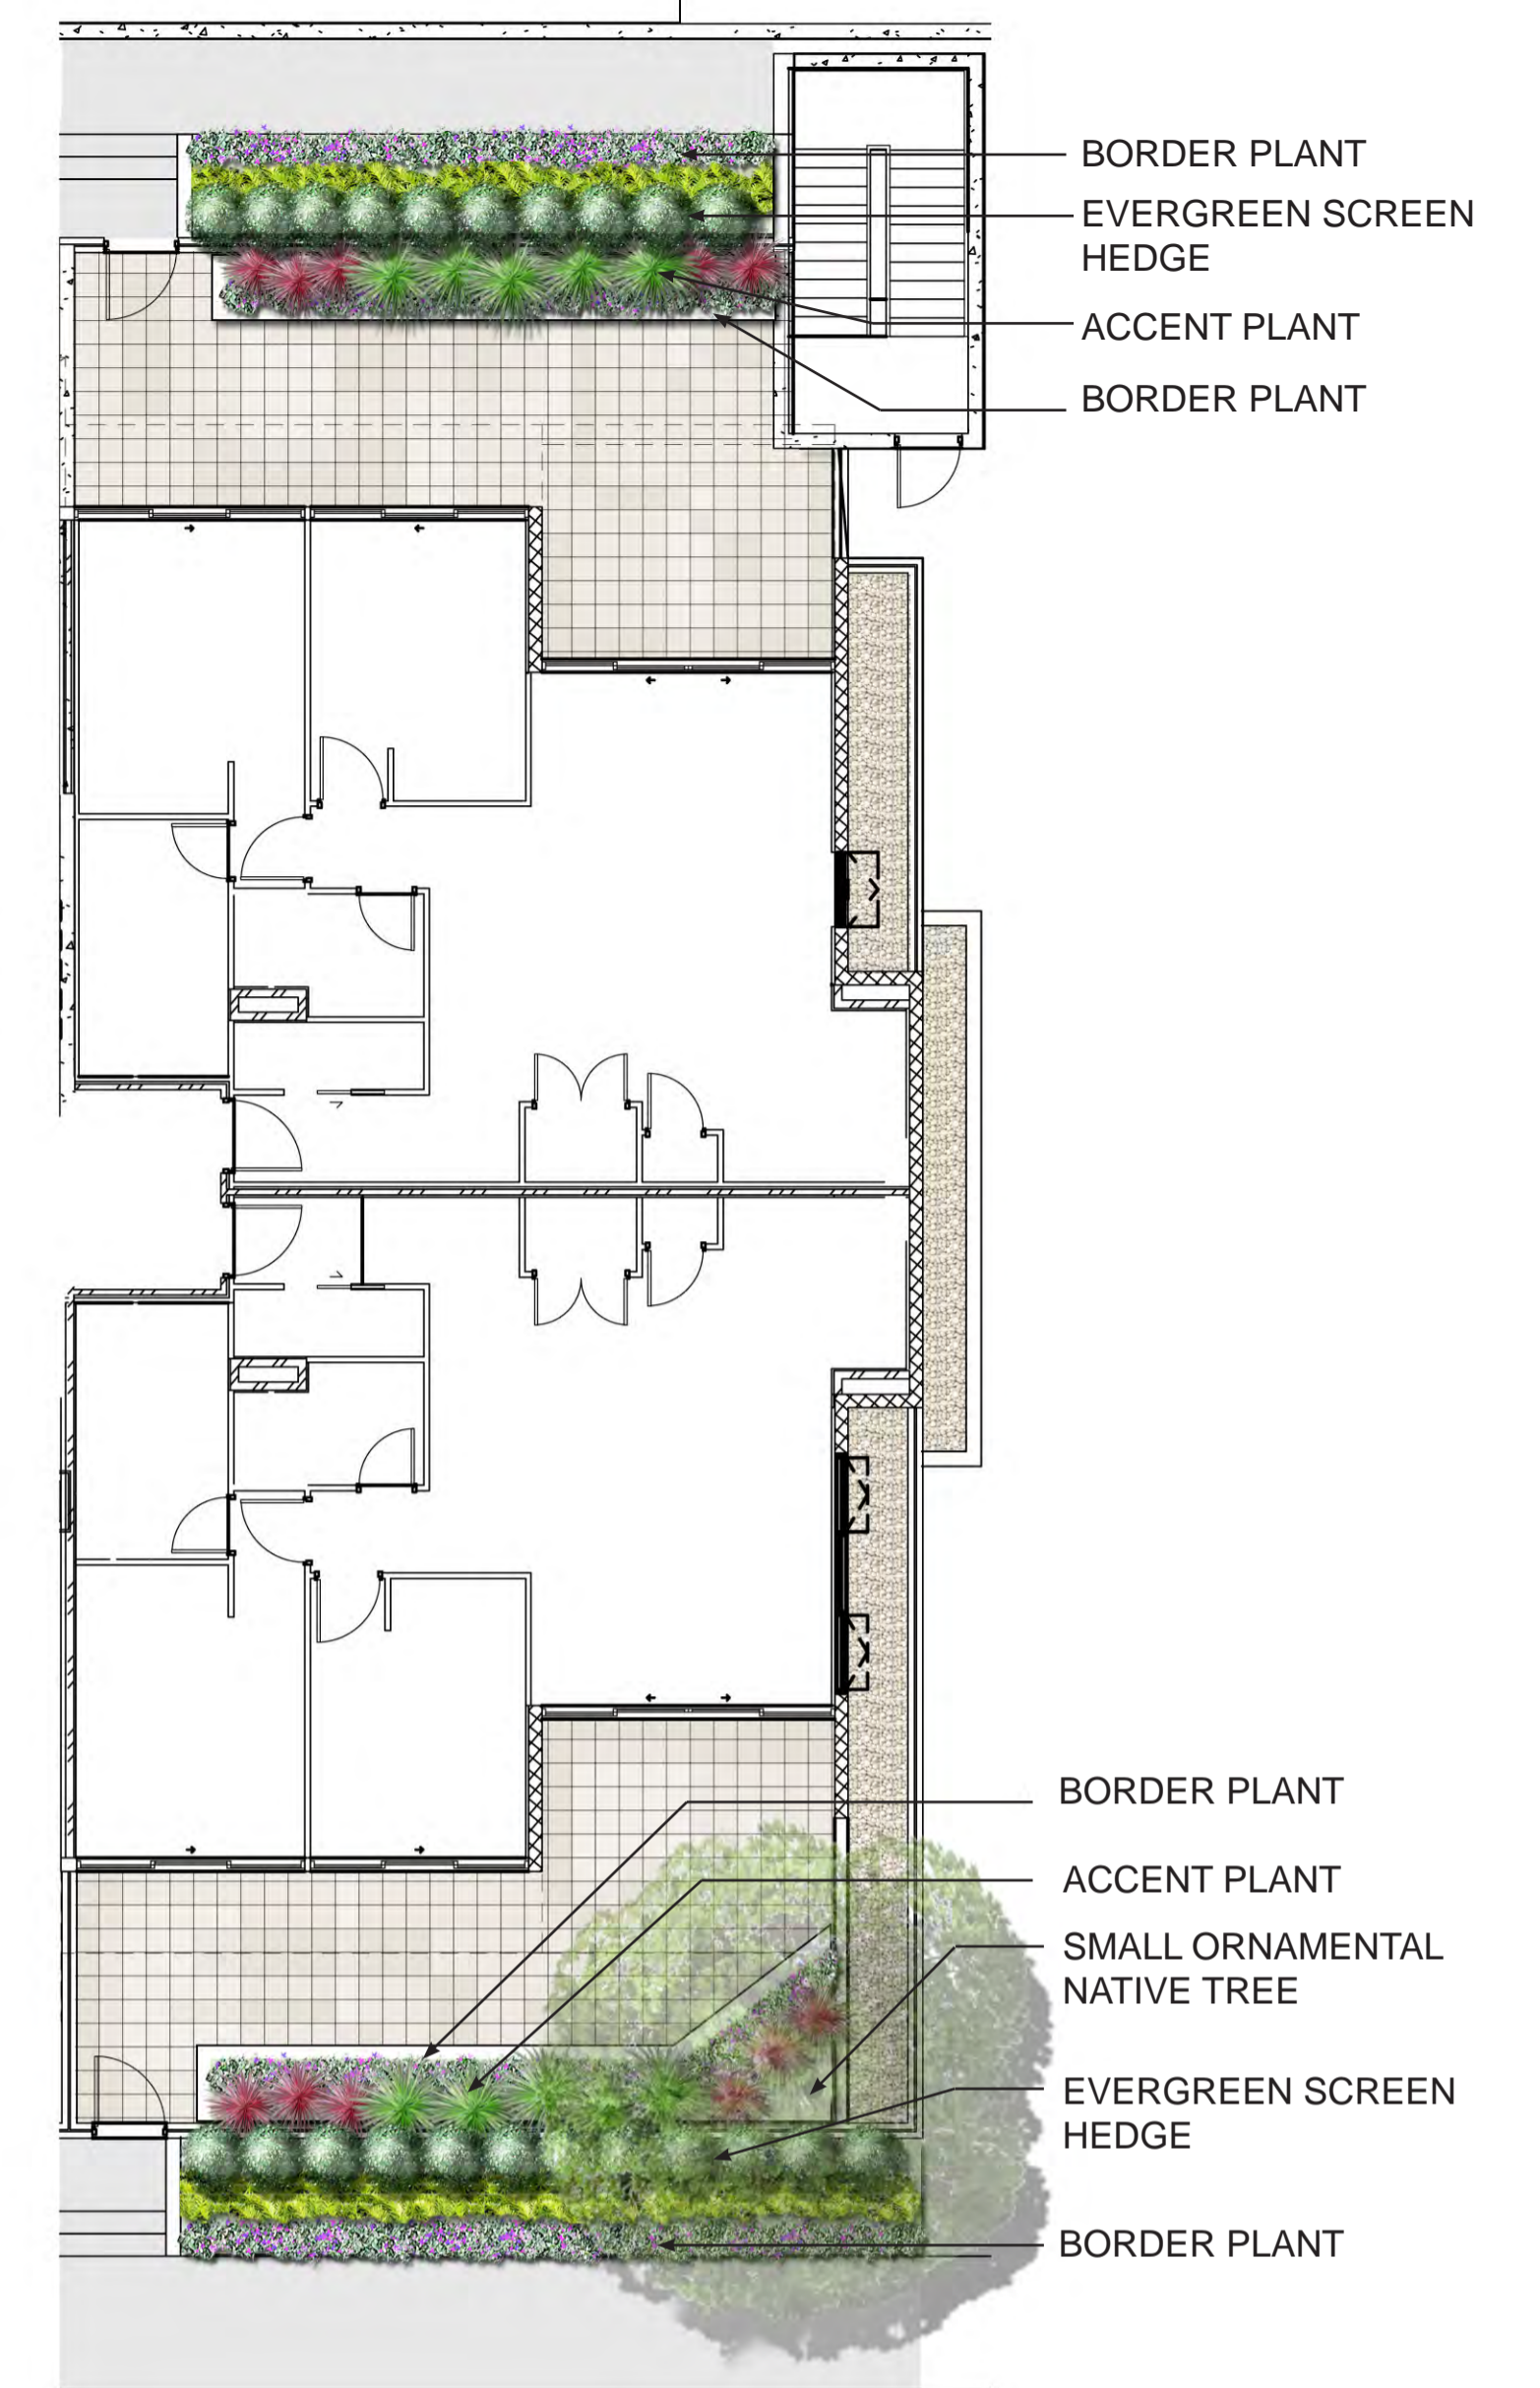 BORDER PLANT
EVERGREEN SCREEN
HEDGE
ACCENT PLANT
BORDER PLANT
BORDER PLANT
ACCENT PLANT
SMALL ORNAMENTAL
NATIVE TREE
EVERGREEN SCREEN
HEDGE
BORDER PLANT